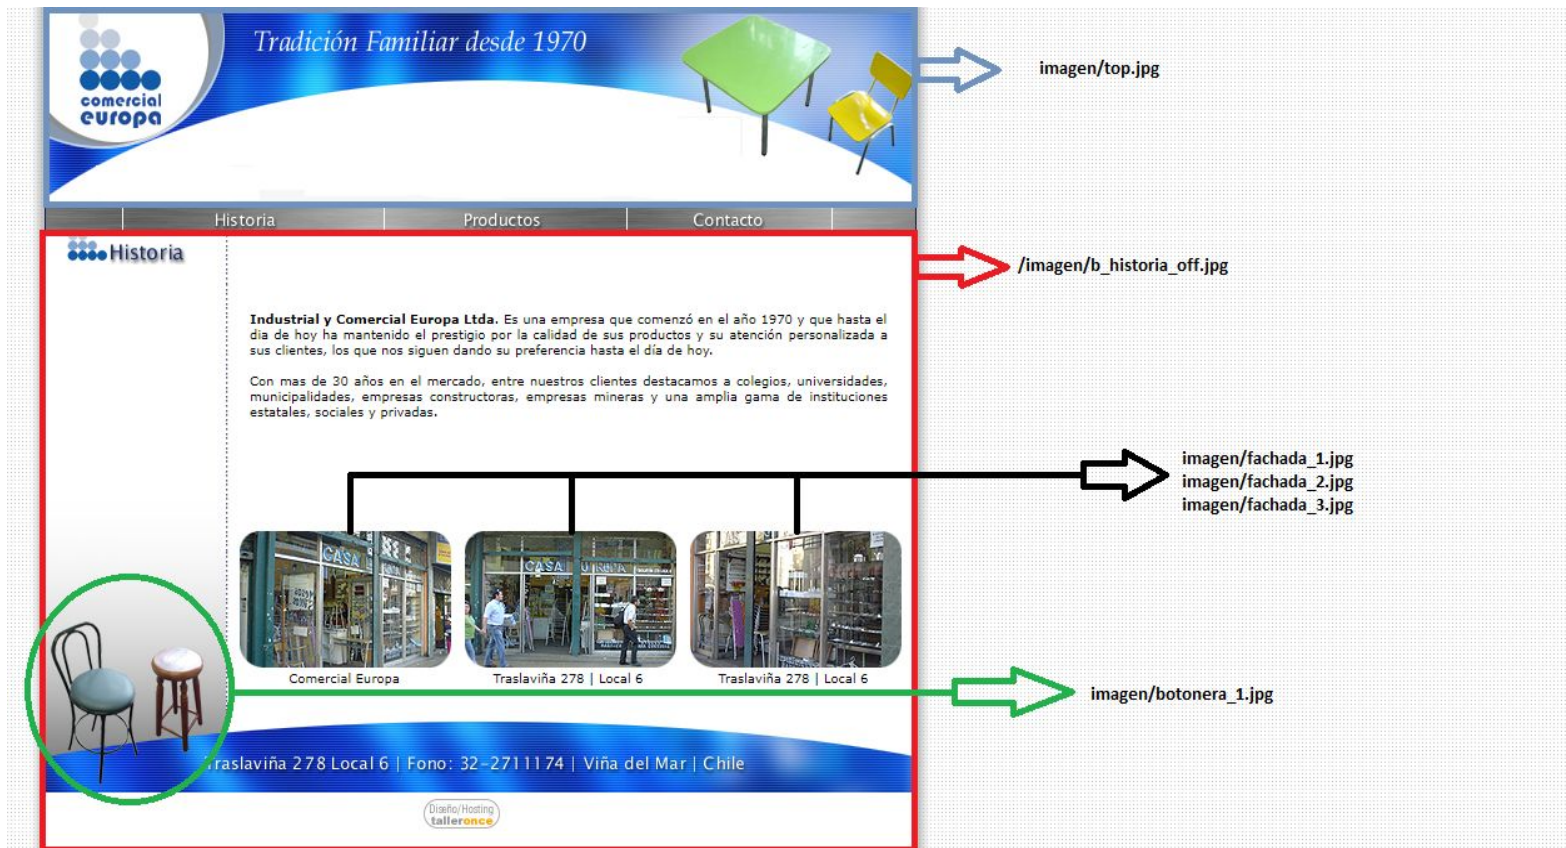 Tradición Familiar desde 1970
comercial
europa
imagen/top.jpg
Historia Productos Contacto
Historia
/imagen/b_historia_off.jpg
Industrial y Comercial Europa Ltda. Es una empresa que comenzó en el año 1970 y que hasta el
dia de hoy ha mantenido el prestigio por la calidad de sus productos y su atención personalizada a
sus clientes, los que nos siguen dando su preferencia hasta el día de hoy.
Con mas de 30 años en el mercado, entre nuestros clientes destacamos a colegios, universidades,
municipalidades, empresas constructoras, empresas mineras y una amplia gama de instituciones
estatales, sociales y privadas.
imagen/fachada_1.jpg
imagen/fachada_2.jpg
imagen/fachada_3.jpg
CASA
CASA EUROPA
Comercial Europa
Traslaviña 278 | Local 6
Traslaviña 278 | Local 6
imagen/botonera_1.jpg
Traslaviña 278 Local 6 | Fono: 32-2711174 | Viña del Mar | Chile
Diseño/Hosting
talleronce